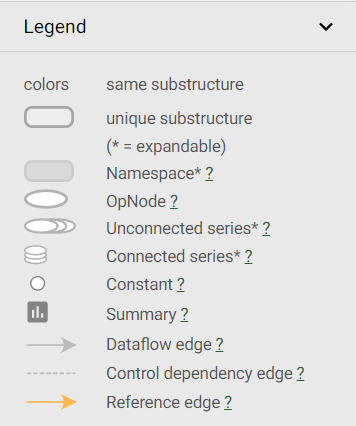 Legend
colors same substructure
unique substructure
(* = expandable)
Namespace* ?
OpNode ?
Unconnected series* ?
Connected series* ?
Constant ?
Summary ?
Dataflow edge ?
Control dependency edge ?
Reference edge ?